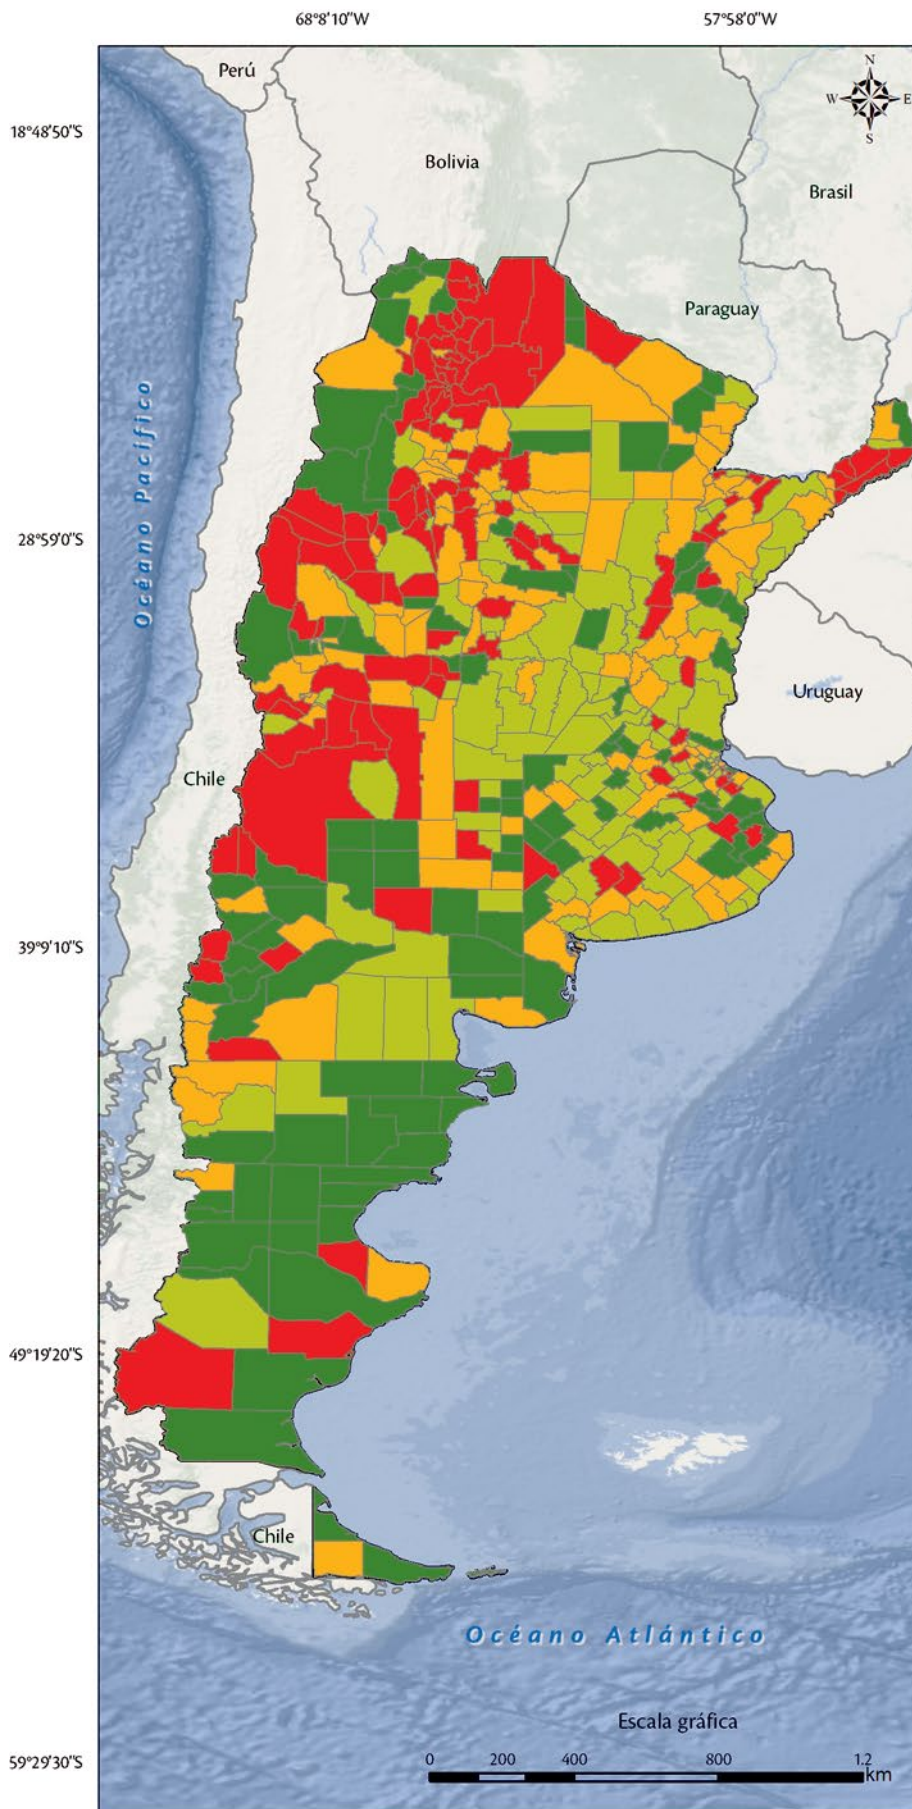 68°8'10"W
57°58'0"W
Perú
N
W
E
S
18°48'50"S
Bolivia
Brasil
Paraguay
Océano Pacífico
28°59'0"S
Uruguay
Chile
39°9'10"S
49°19'20"S
Chile
Océano Atlántico
Escala gráfica
59°29'30"S
0 200 400 800 1.2
km